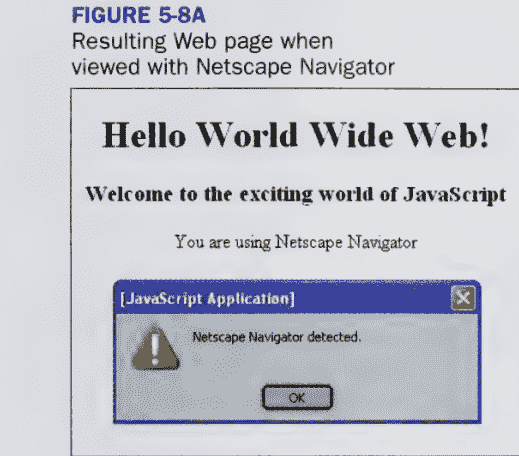 FIGURE 5-8A
Resulting Web page when
viewed with Netscape Navigator
Hello World Wide Web!
Welcome to the exciting world of JavaScript
You are using Netscape Navigator
[JavaScript Application]
Netscape Navigator detected.
OK